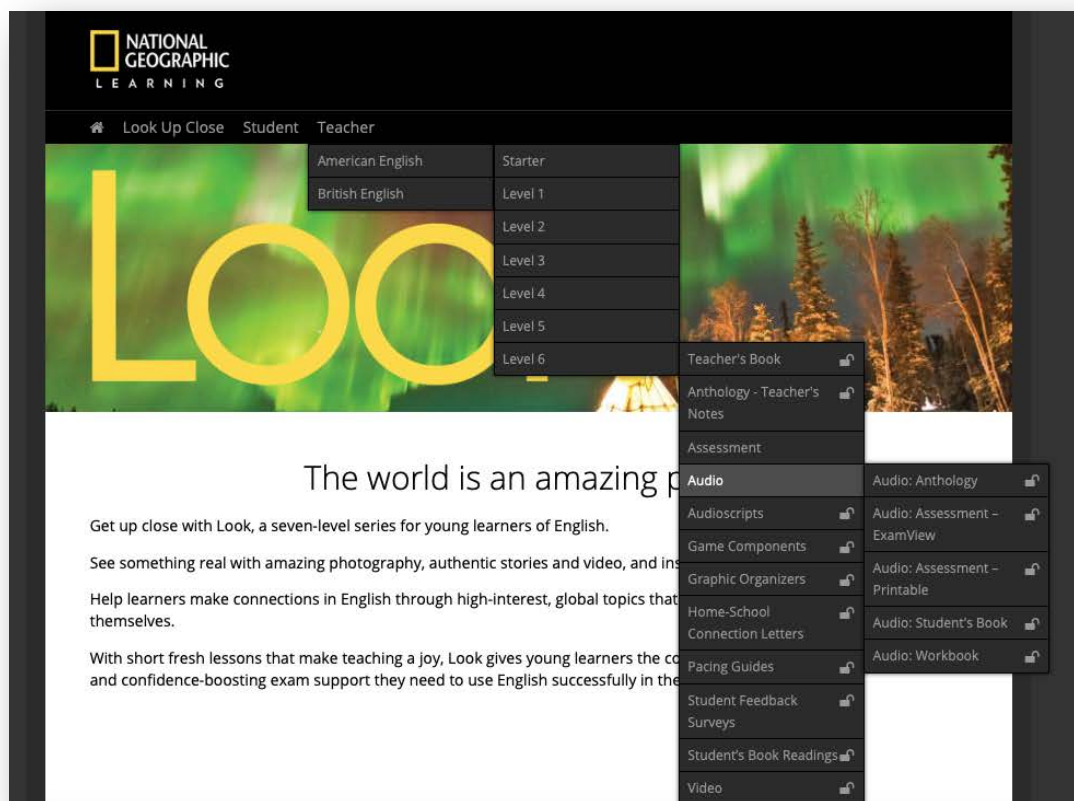 NATIONAL
GEOGRAPHIC
LEARNING
Look Up Close Student Teacher
American English
British English
Starter
Level 1
Level 2
Level 3
Level 4
Level 5
Level 6
Loo
Teacher's Book
Anthology - Teacher's
Notes
Assessment
Audio
Audioscripts
Game Components
Graphic Organizers
Home-School
Connection Letters
Pacing Guides
Student Feedback
Surveys
Student's Book Readings
Video
Audio: Anthology
Audio: Assessment –
ExamView
Audio: Assessment –
Printable
Audio: Student's Book
Audio: Workbook
The world is an amazing
Get up close with Look, a seven-level series for young learners of English.
See something real with amazing photography, authentic stories and video, and
Help learners make connections in English through high-interest, global topics that
themselves.
With short fresh lessons that make teaching a joy, Look gives young learners the
and confidence-boosting exam support they need to use English successfully in the